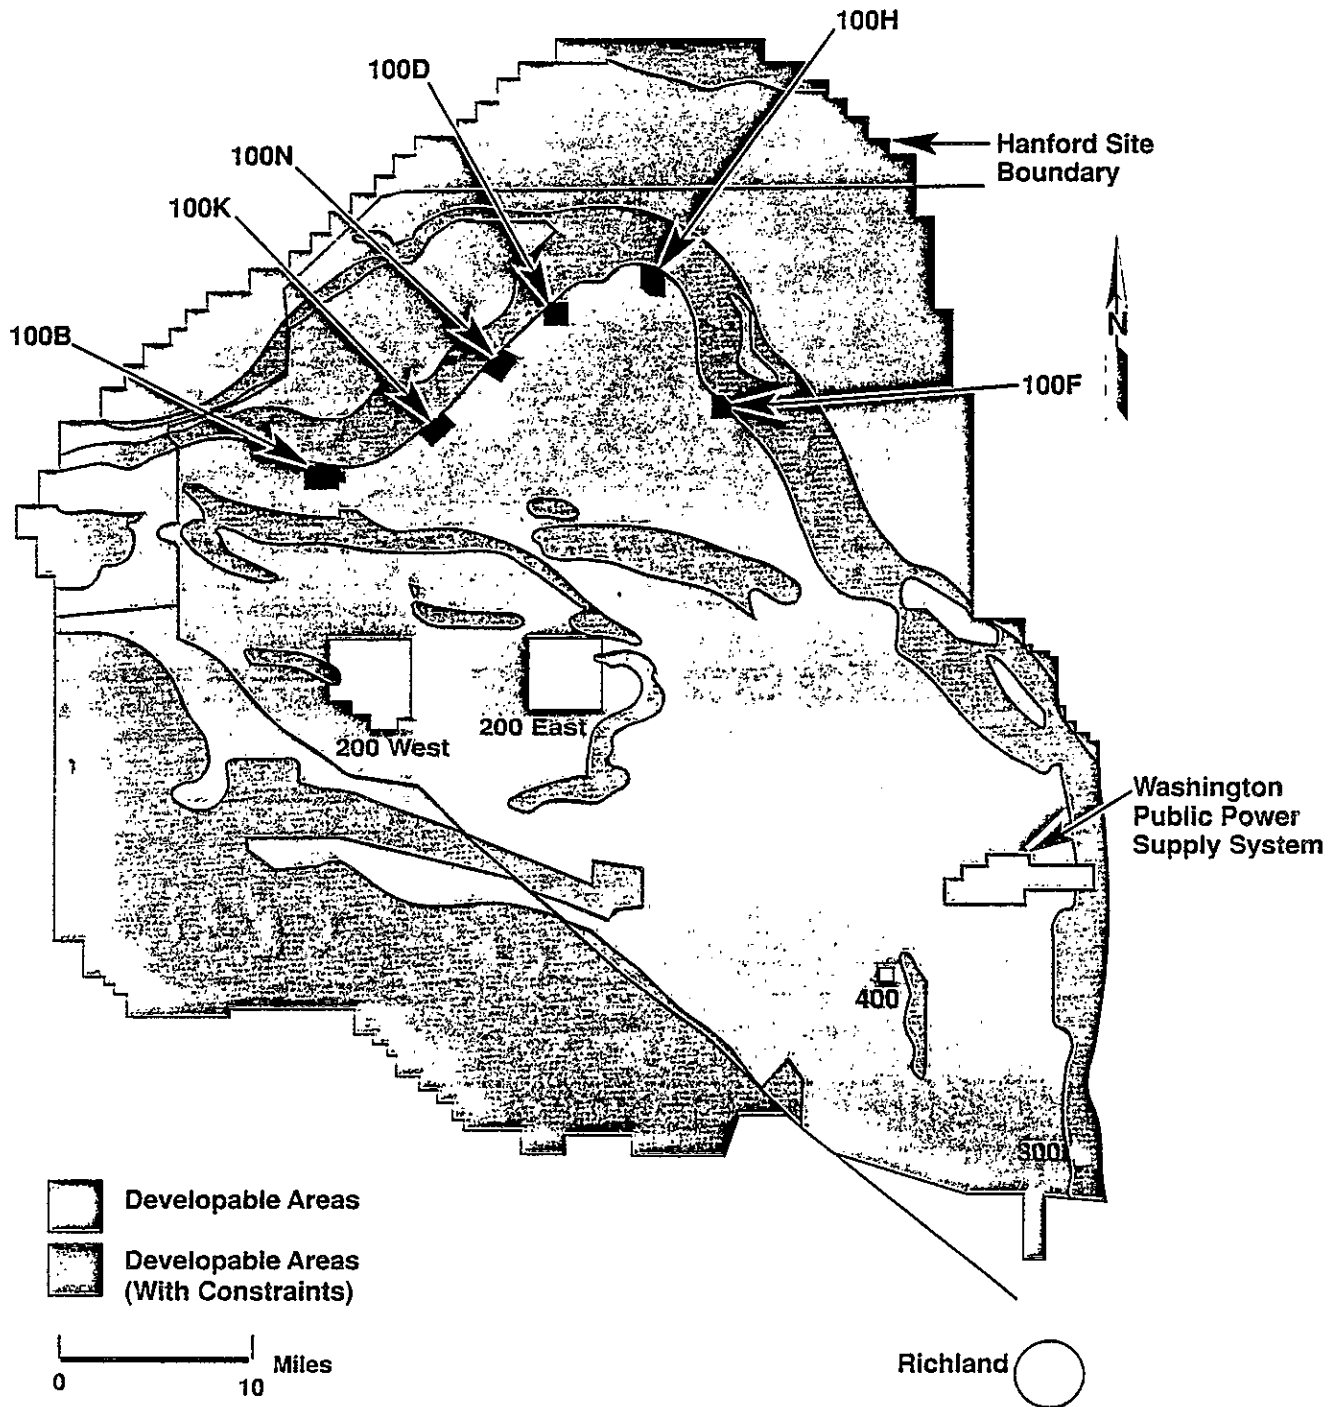 100H
100D
Hanford Site
Boundary
100N
100K
N
100B
100F
200 East
200 West
Washington
Public Power
Supply System
400
300
Developable Areas
Developable Areas
(With Constraints)
Miles
0
10
Richland